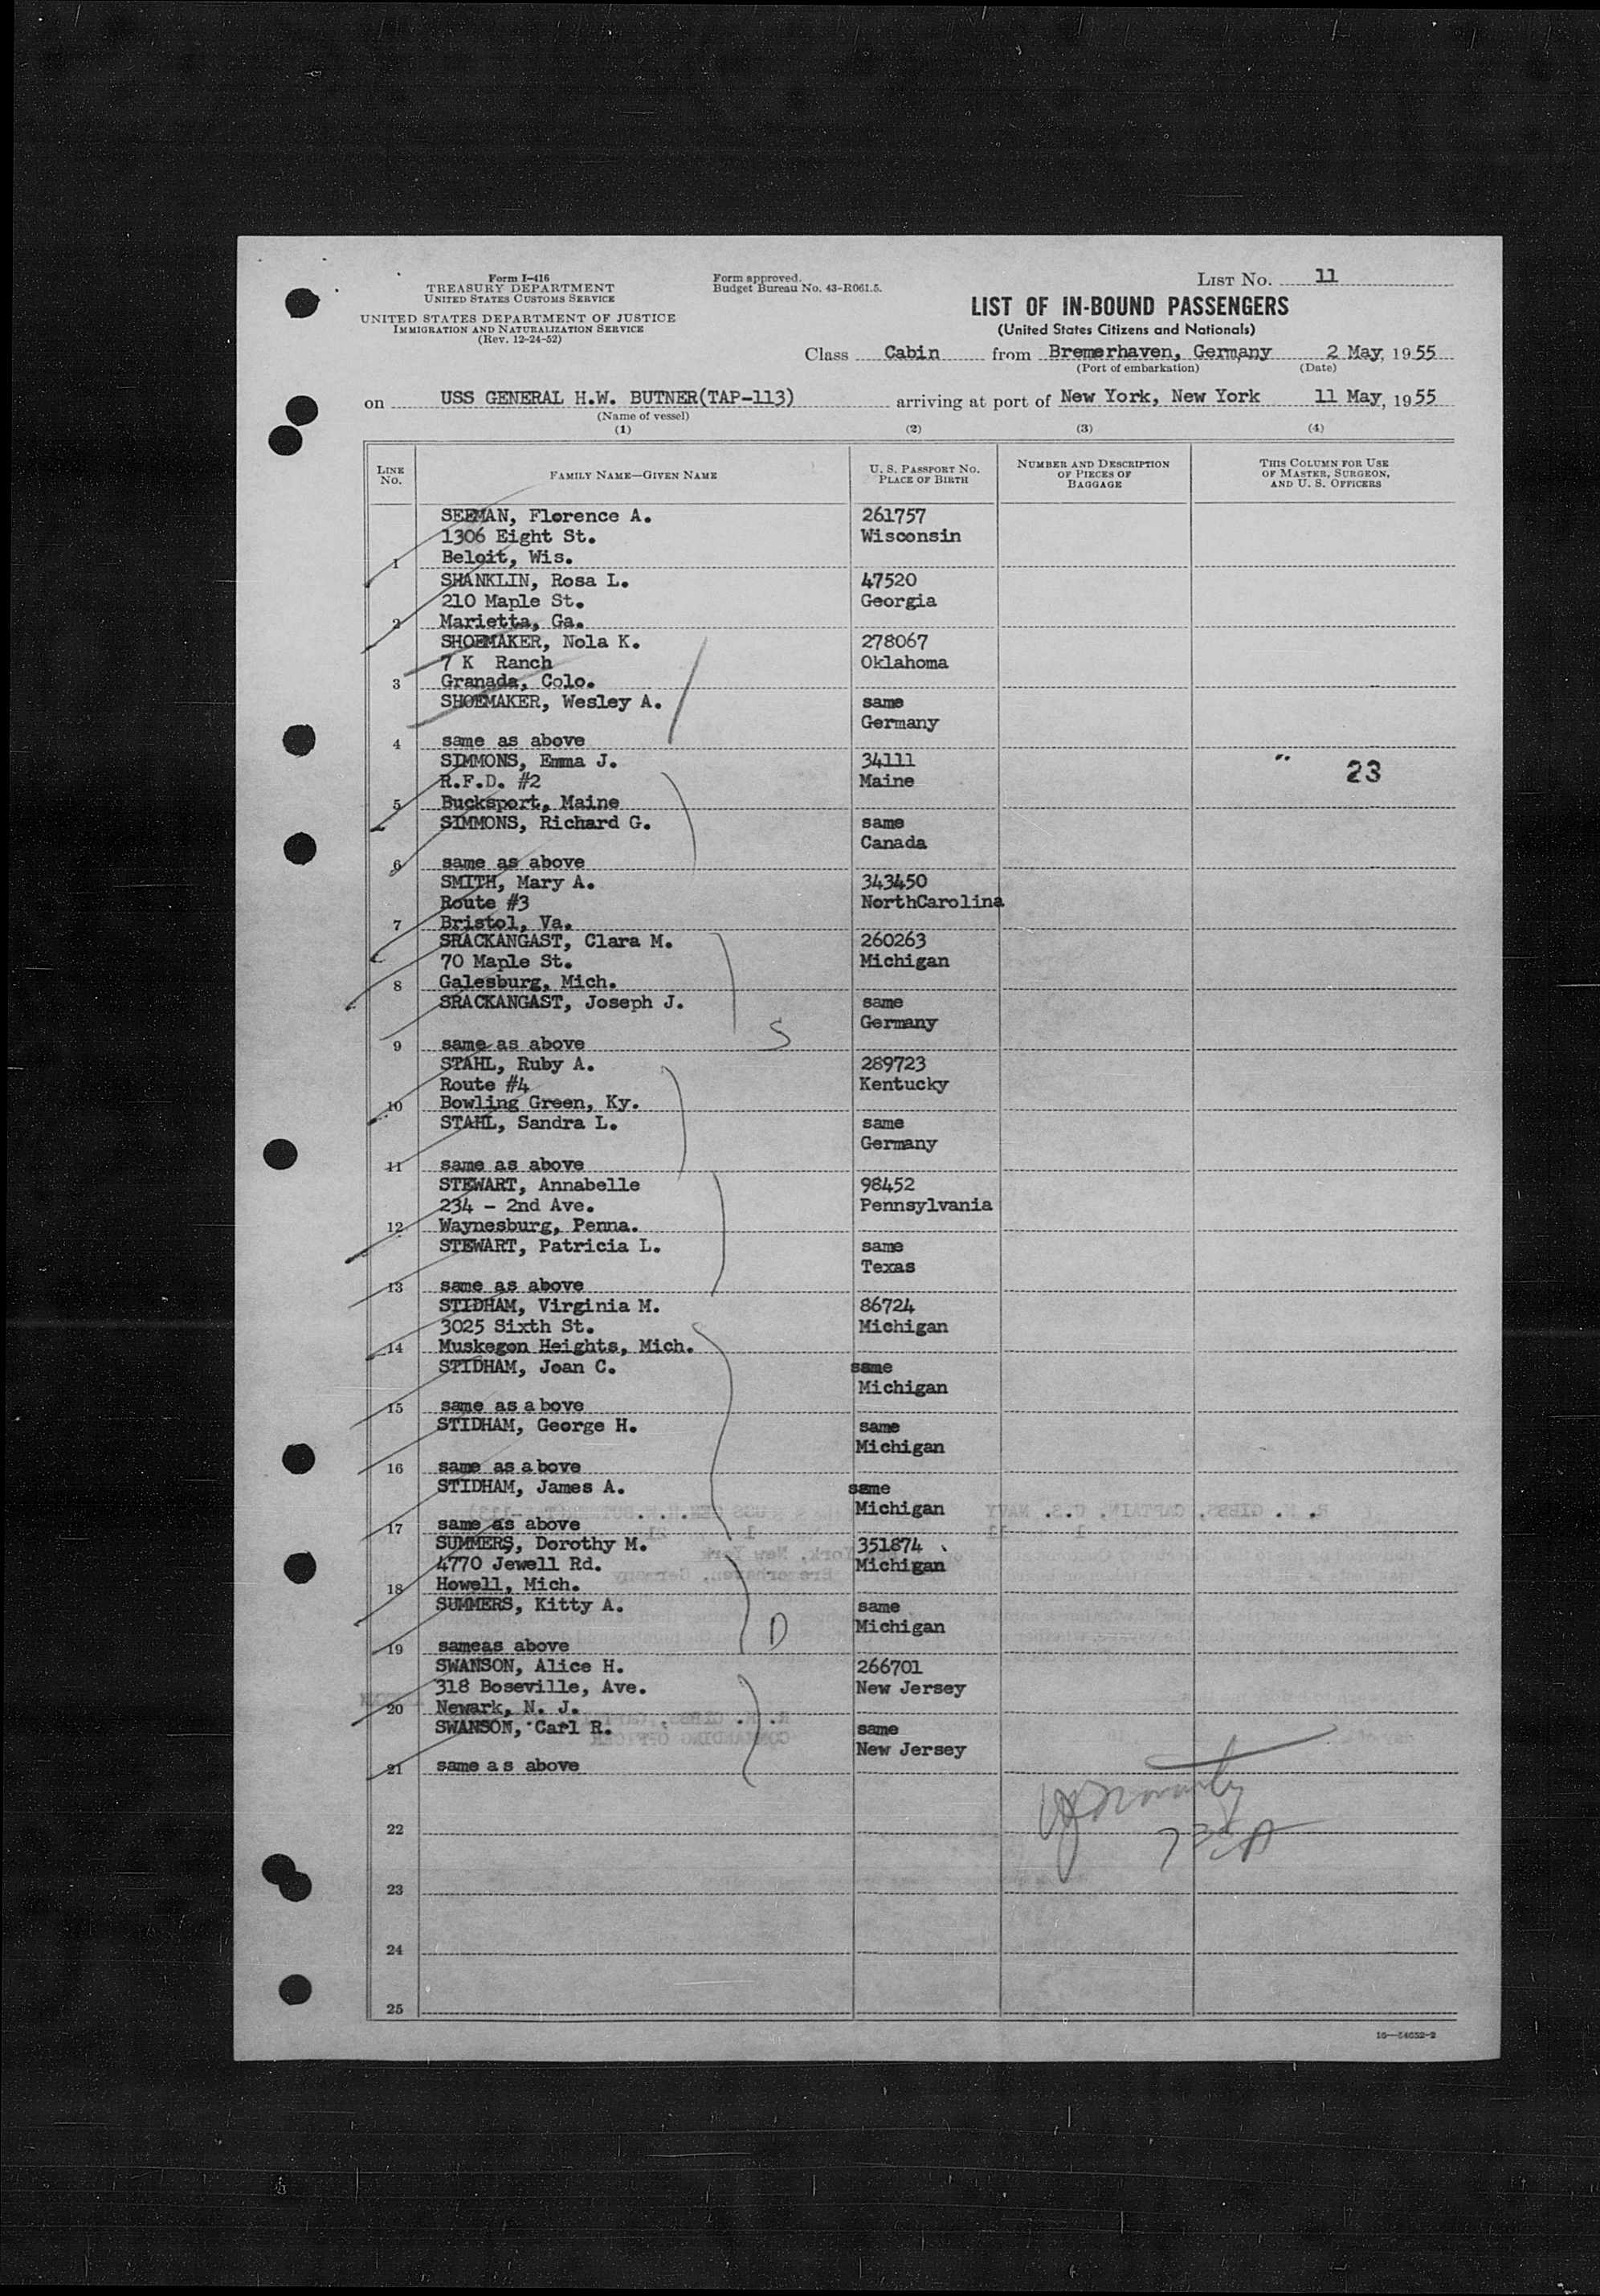 Form I-416
TREASURY DEPARTMENT
UNITED STATES CUSTOMS SERVICE
UNITED STATES DEPARTMENT OF JUSTICE
IMMIGRATION AND NATURALIZATION SERVICE
(Rev. 12-24-52)
Form approved.
Budget Bureau No. 43-R061.5.
LIST NO. 11
LIST OF IN-BOUND PASSENGERS
(United States Citizens and Nationals)
Class Cabin from Bremerhaven, Germany 2 May, 1955
(Port of embarkation) (Date)
on USS GENERAL H.W. BUTNER(TAP-113) arriving at port of New York, New York 11 May, 1955
(Name of vessel)
(1) (2) (3) (4)
LINE NO. FAMILY NAME—GIVEN NAME U. S. PASSPORT NO. PLACE OF BIRTH NUMBER AND DESCRIPTION OF PIECES OF BAGGAGE THIS COLUMN FOR USE OF MASTER, SURGEON, AND U. S. OFFICERS
SEEMAN, Florence A. 261757
1306 Eight St. Wisconsin
1 Beloit, Wis.
SHANKLIN, Rosa L. 47520
210 Maple St. Georgia
2 Marietta, Ga.
SHOEMAKER, Nola K. 278067
7 K Ranch Oklahoma
3 Granada, Colo.
SHOEMAKER, Wesley A. same
Germany
4 same as above
SIMMONS, Emma J. 34111
R.F.D. #2 Maine 23
5 Bucksport, Maine
SIMMONS, Richard G. same
Canada
6 same as above
SMITH, Mary A. 343450
Route #3 NorthCarolina
7 Bristol, Va.
SRACKANGAST, Clara M. 260263
70 Maple St. Michigan
8 Galesburg, Mich.
SRACKANGAST, Joseph J. same
Germany
S
9 same as above
STAHL, Ruby A. 289723
Route #4 Kentucky
10 Bowling Green, Ky.
STAHL, Sandra L. same
Germany
11 same as above
STEWART, Annabelle 98452
234 - 2nd Ave. Pennsylvania
12 Waynesburg, Penna.
STEWART, Patricia L. same
Texas
13 same as above
STIDHAM, Virginia M. 86724
3025 Sixth St. Michigan
14 Muskegon Heights, Mich.
STIDHAM, Joan C. same
Michigan
15 same as a bove
STIDHAM, George H. same
Michigan
16 same as a bove
STIDHAM, James A. same
Michigan
17 same as above
SUMMERS, Dorothy M. 351874
4770 Jewell Rd. Michigan
18 Howell, Mich.
SUMMERS, Kitty A. same
D Michigan
19 sameas above
SWANSON, Alice H. 266701
318 Boseville, Ave. New Jersey
20 Newark, N. J.
SWANSON, Carl R. same
New Jersey
21 same a s above
22
23
24
25
16—54052-2